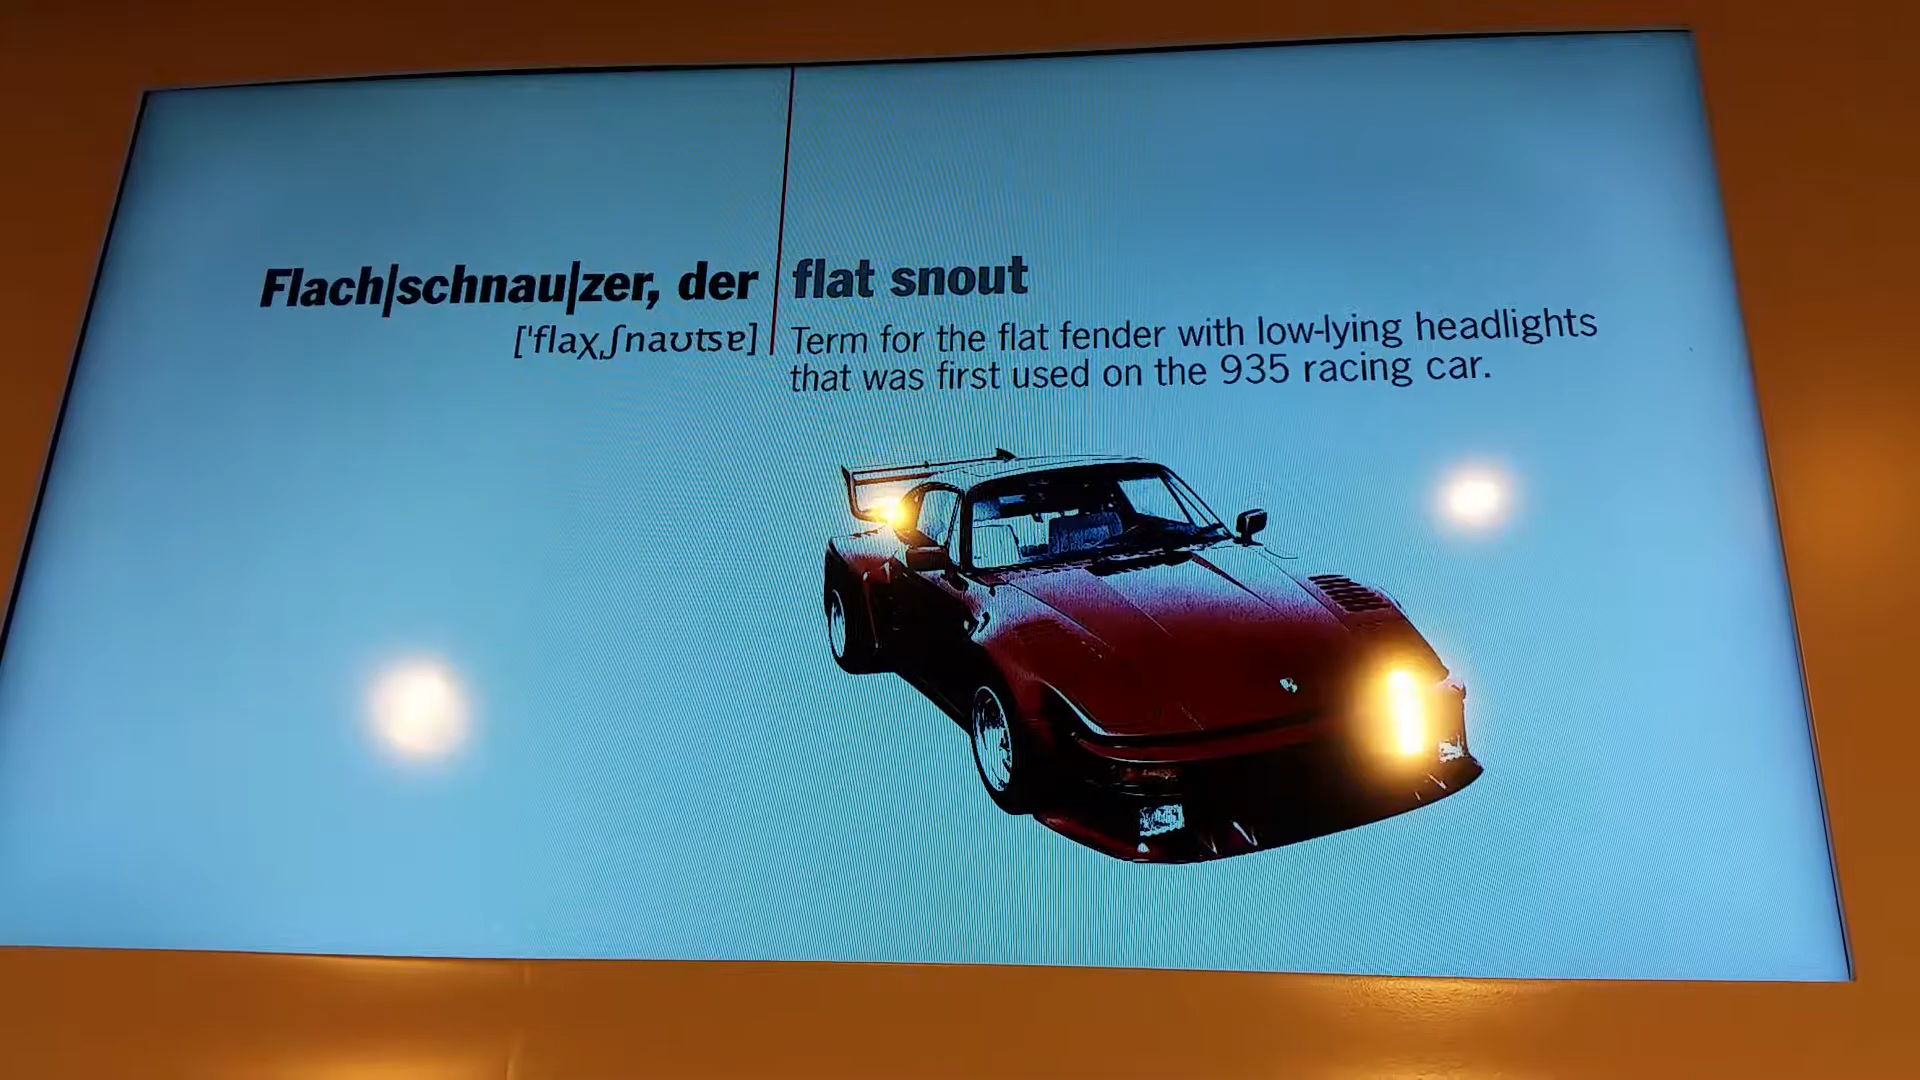 Flach|schnau|zer, der
['flaχˌʃnaʊtsɐ]
flat snout
Term for the flat fender with low-lying headlights
that was first used on the 935 racing car.